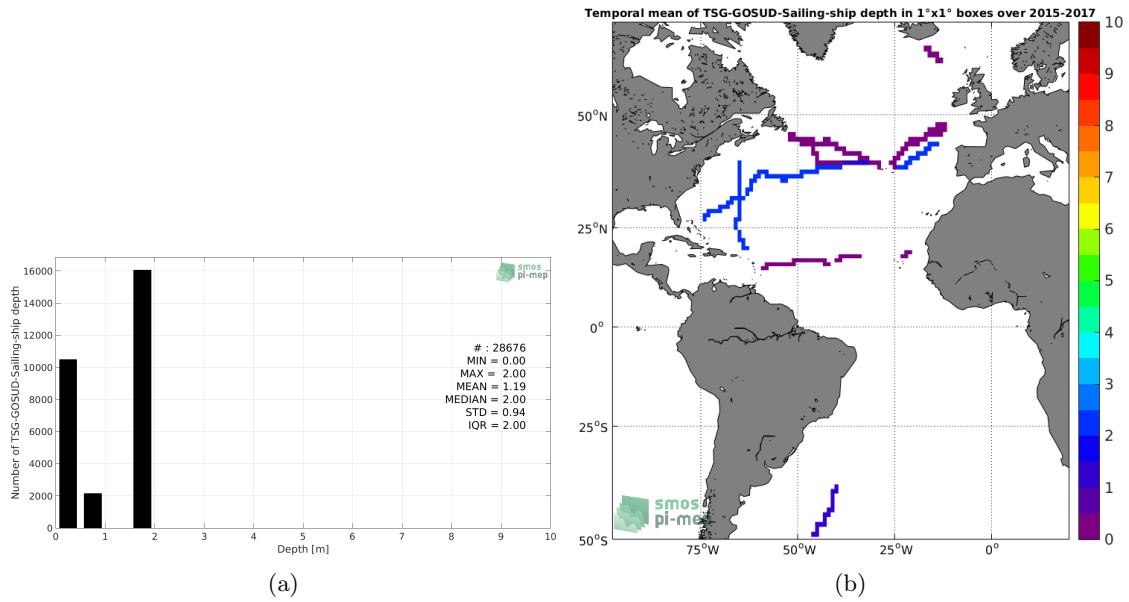 Temporal mean of TSG-GOSUD-Sailing-ship depth in 1°x1° boxes over 2015-2017
Number of TSG-GOSUD-Sailing-ship depth
16000
14000
12000
10000
8000
6000
4000
2000
0
smos
pi-mep
# : 28676
MIN = 0.00
MAX = 2.00
MEAN = 1.19
MEDIAN = 2.00
STD = 0.94
IQR = 2.00
0 1 2 3 4 5 6 7 8 9 10
Depth [m]
(a)
50°N
25°N
0°
25°S
50°S
smos
pi-mep
75°W 50°W 25°W 0°
10
9
8
7
6
5
4
3
2
1
0
(b)